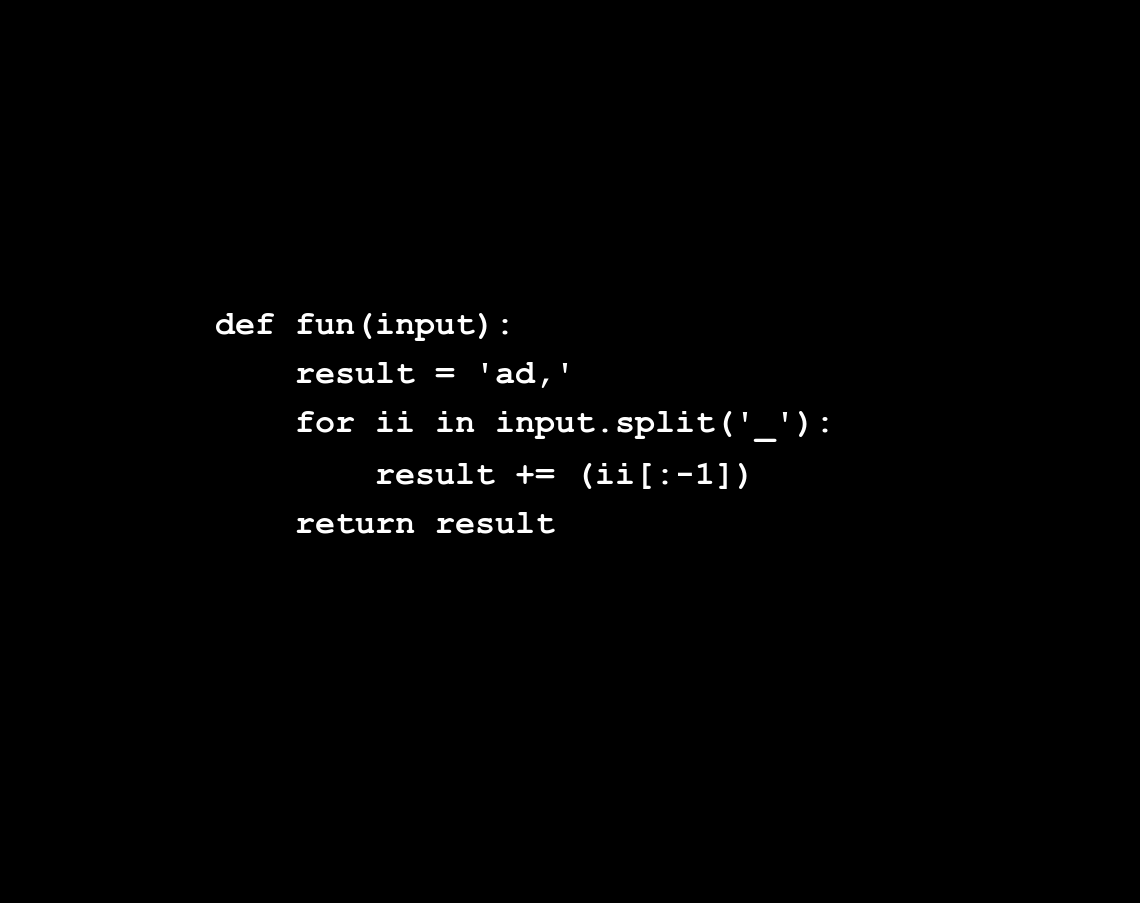 def fun(input):
    result = 'ad,'
    for ii in input.split('_'):
        result += (ii[:-1])
    return result